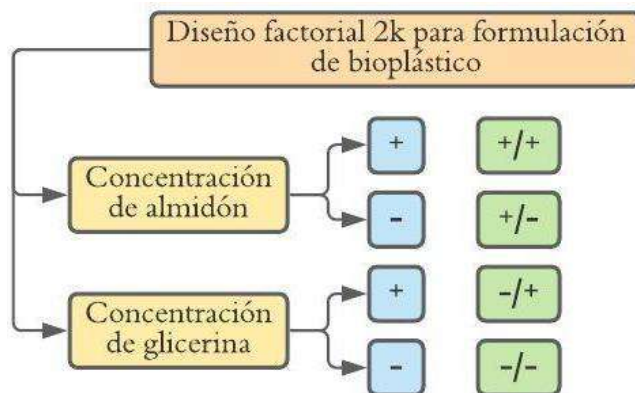 Diseño factorial 2k para formulación
de bioplástico
Concentración
de almidón
+
+/+
-
+/-
Concentración
de glicerina
+
-/+
-
-/-